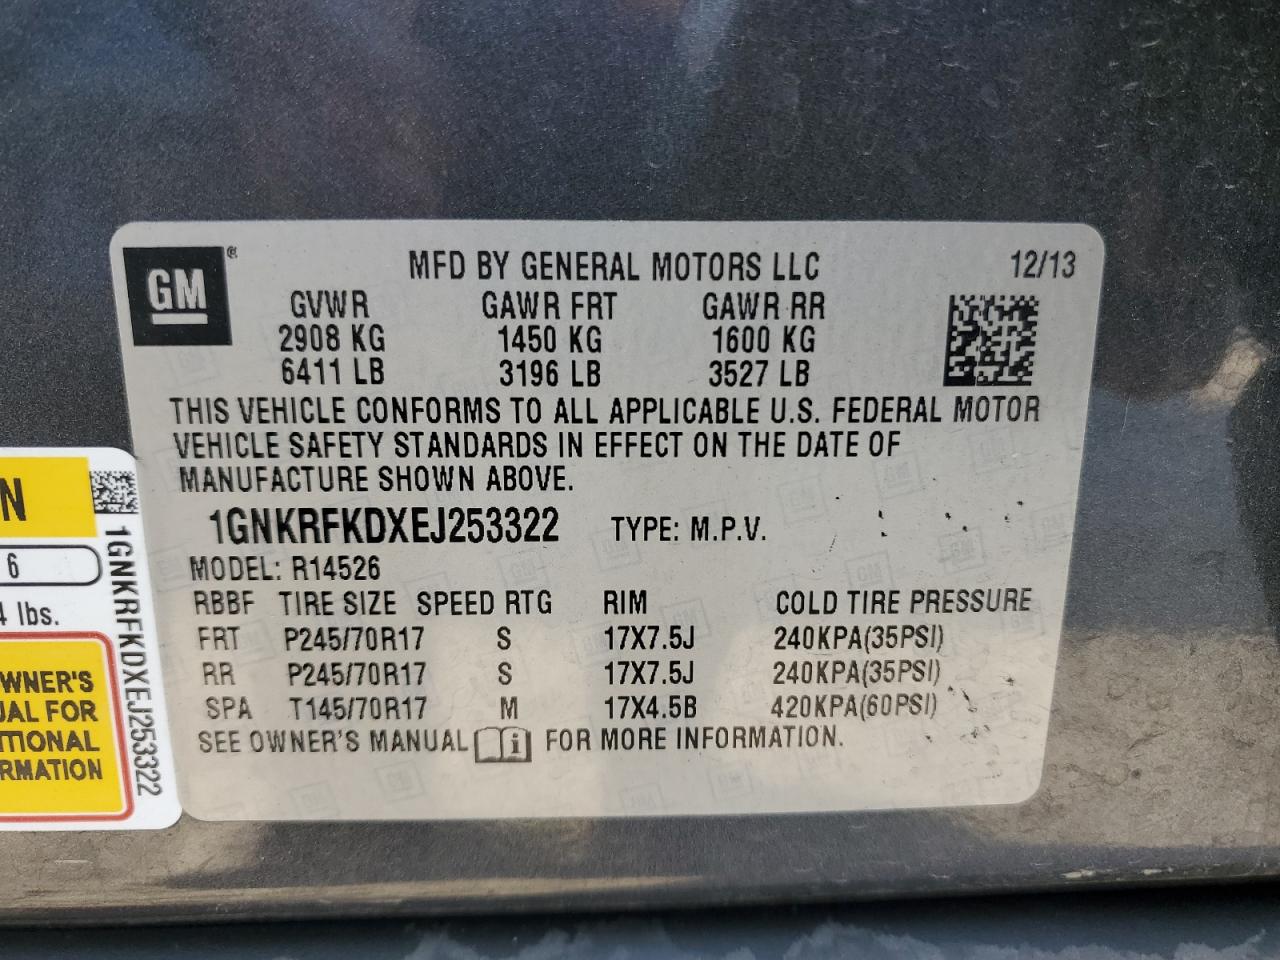 GM ®
MFD BY GENERAL MOTORS LLC 12/13
GVWR GAWR FRT GAWR RR
2908 KG 1450 KG 1600 KG
6411 LB 3196 LB 3527 LB
THIS VEHICLE CONFORMS TO ALL APPLICABLE U.S. FEDERAL MOTOR
VEHICLE SAFETY STANDARDS IN EFFECT ON THE DATE OF
MANUFACTURE SHOWN ABOVE.
1GNKRFKDXEJ253322 TYPE: M.P.V.
MODEL: R14526
RBBF TIRE SIZE SPEED RTG RIM COLD TIRE PRESSURE
FRT P245/70R17 S 17X7.5J 240KPA(35PSI)
RR P245/70R17 S 17X7.5J 240KPA(35PSI)
SPA T145/70R17 M 17X4.5B 420KPA(60PSI)
SEE OWNER'S MANUAL i FOR MORE INFORMATION.
N
6
4 lbs.
WNER'S
UAL FOR
ITIONAL
RMATION
1GNKRFKDXEJ253322